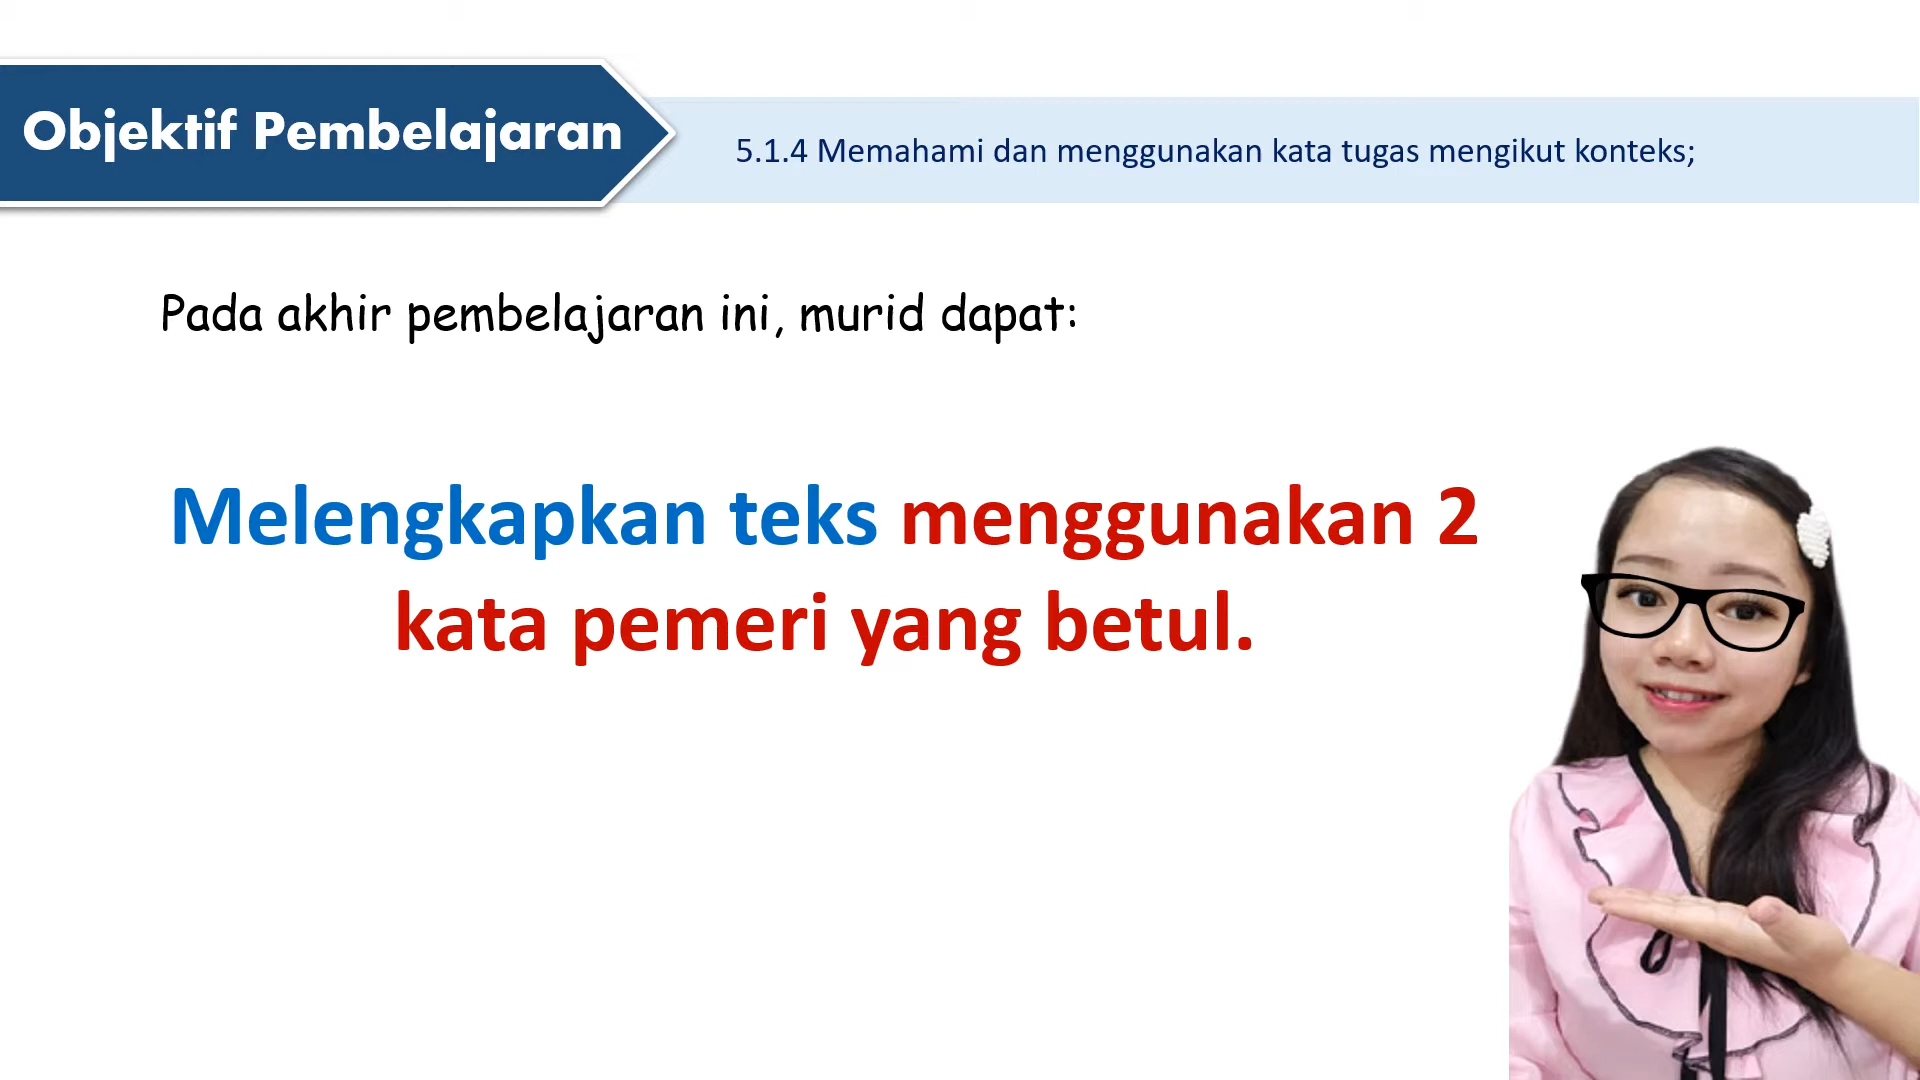 Objektif Pembelajaran
5.1.4 Memahami dan menggunakan kata tugas mengikut konteks;
Pada akhir pembelajaran ini, murid dapat:
Melengkapkan teks menggunakan 2
kata pemeri yang betul.